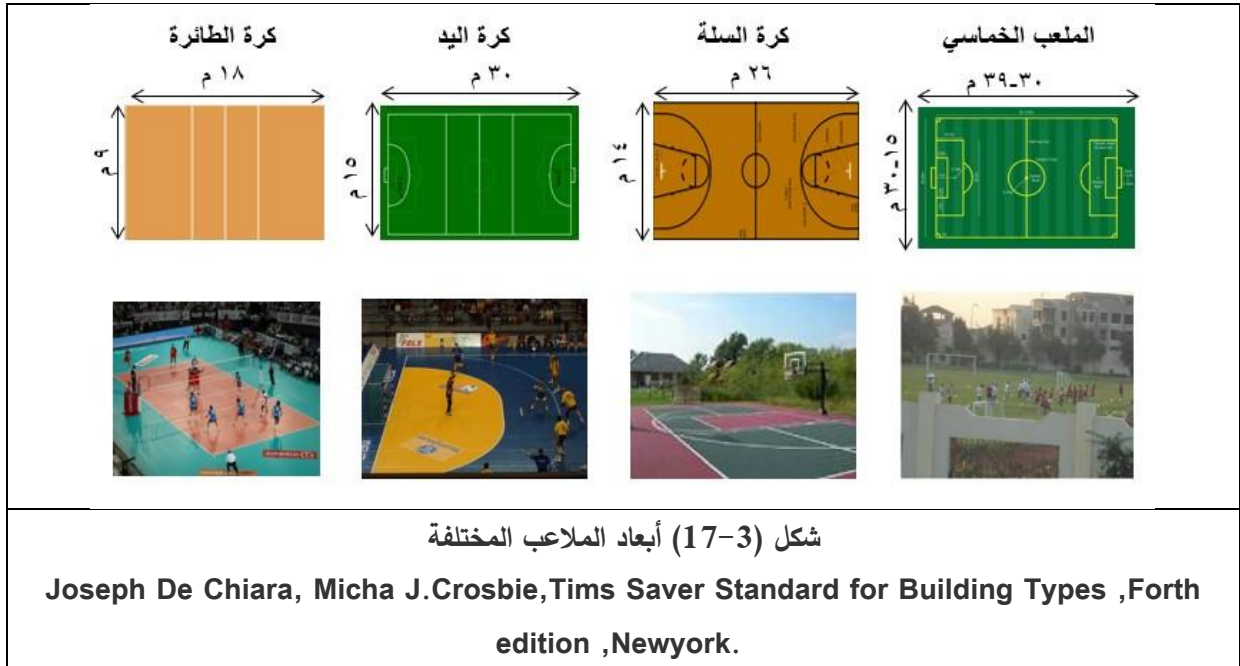 الملعب الخماسي
كرة السلة
كرة اليد
كرة الطائرة
٣٠-٣٩ م
٢٦ م
٣٠ م
١٨ م
١٥-٣٠ م
١٤ م
١٥ م
٩ م
FELS
شكل (3-17) أبعاد الملاعب المختلفة
Joseph De Chiara, Micha J.Crosbie,Tims Saver Standard for Building Types ,Forth
edition ,Newyork.